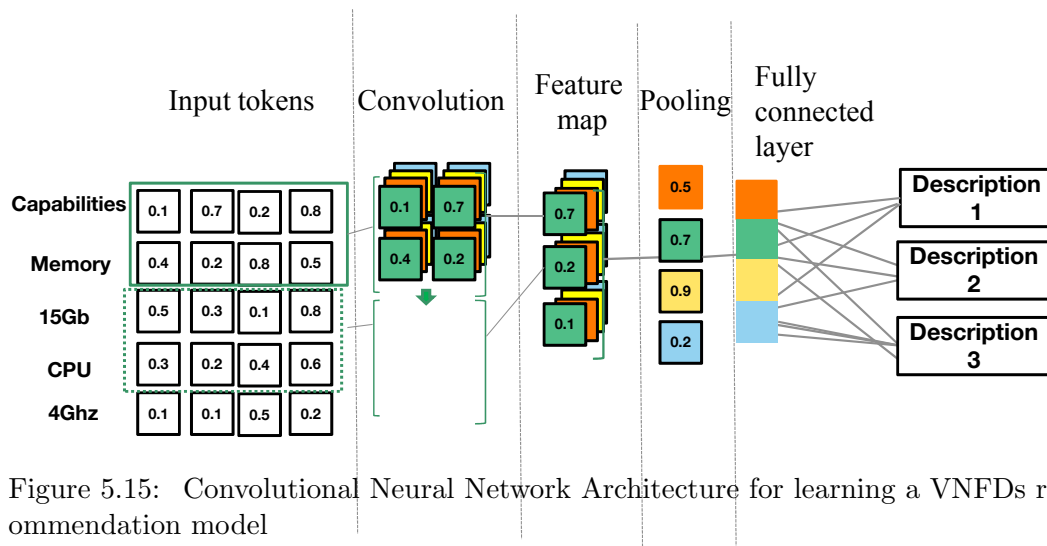 Input tokens
Convolution
Feature
map
Pooling
Fully
connected
layer
Capabilities 0.1 0.7 0.2 0.8
Memory 0.4 0.2 0.8 0.5
15Gb 0.5 0.3 0.1 0.8
CPU 0.3 0.2 0.4 0.6
4Ghz 0.1 0.1 0.5 0.2
0.1 0.7
0.4 0.2
0.7
0.2
0.1
0.5
0.7
0.9
0.2
Description
1
Description
2
Description
3
Figure 5.15: Convolutional Neural Network Architecture for learning a VNFDs r
ommendation model